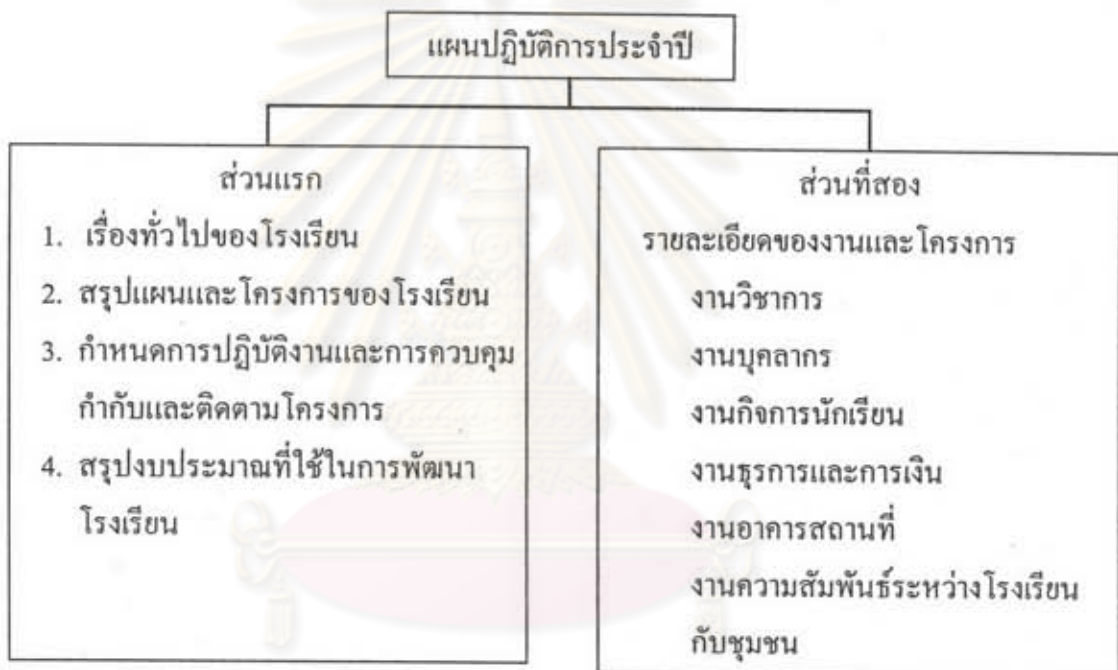 แผนปฏิบัติการประจำปี
ส่วนแรก
1. เรื่องทั่วไปของโรงเรียน
2. สรุปแผนและโครงการของโรงเรียน
3. กำหนดการปฏิบัติงานและการควบคุม
กำกับและติดตามโครงการ
4. สรุปงบประมาณที่ใช้ในการพัฒนา
โรงเรียน
ส่วนที่สอง
รายละเอียดของงานและโครงการ
งานวิชาการ
งานบุคลากร
งานกิจการนักเรียน
งานธุรการและการเงิน
งานอาคารสถานที่
งานความสัมพันธ์ระหว่างโรงเรียน
กับชุมชน